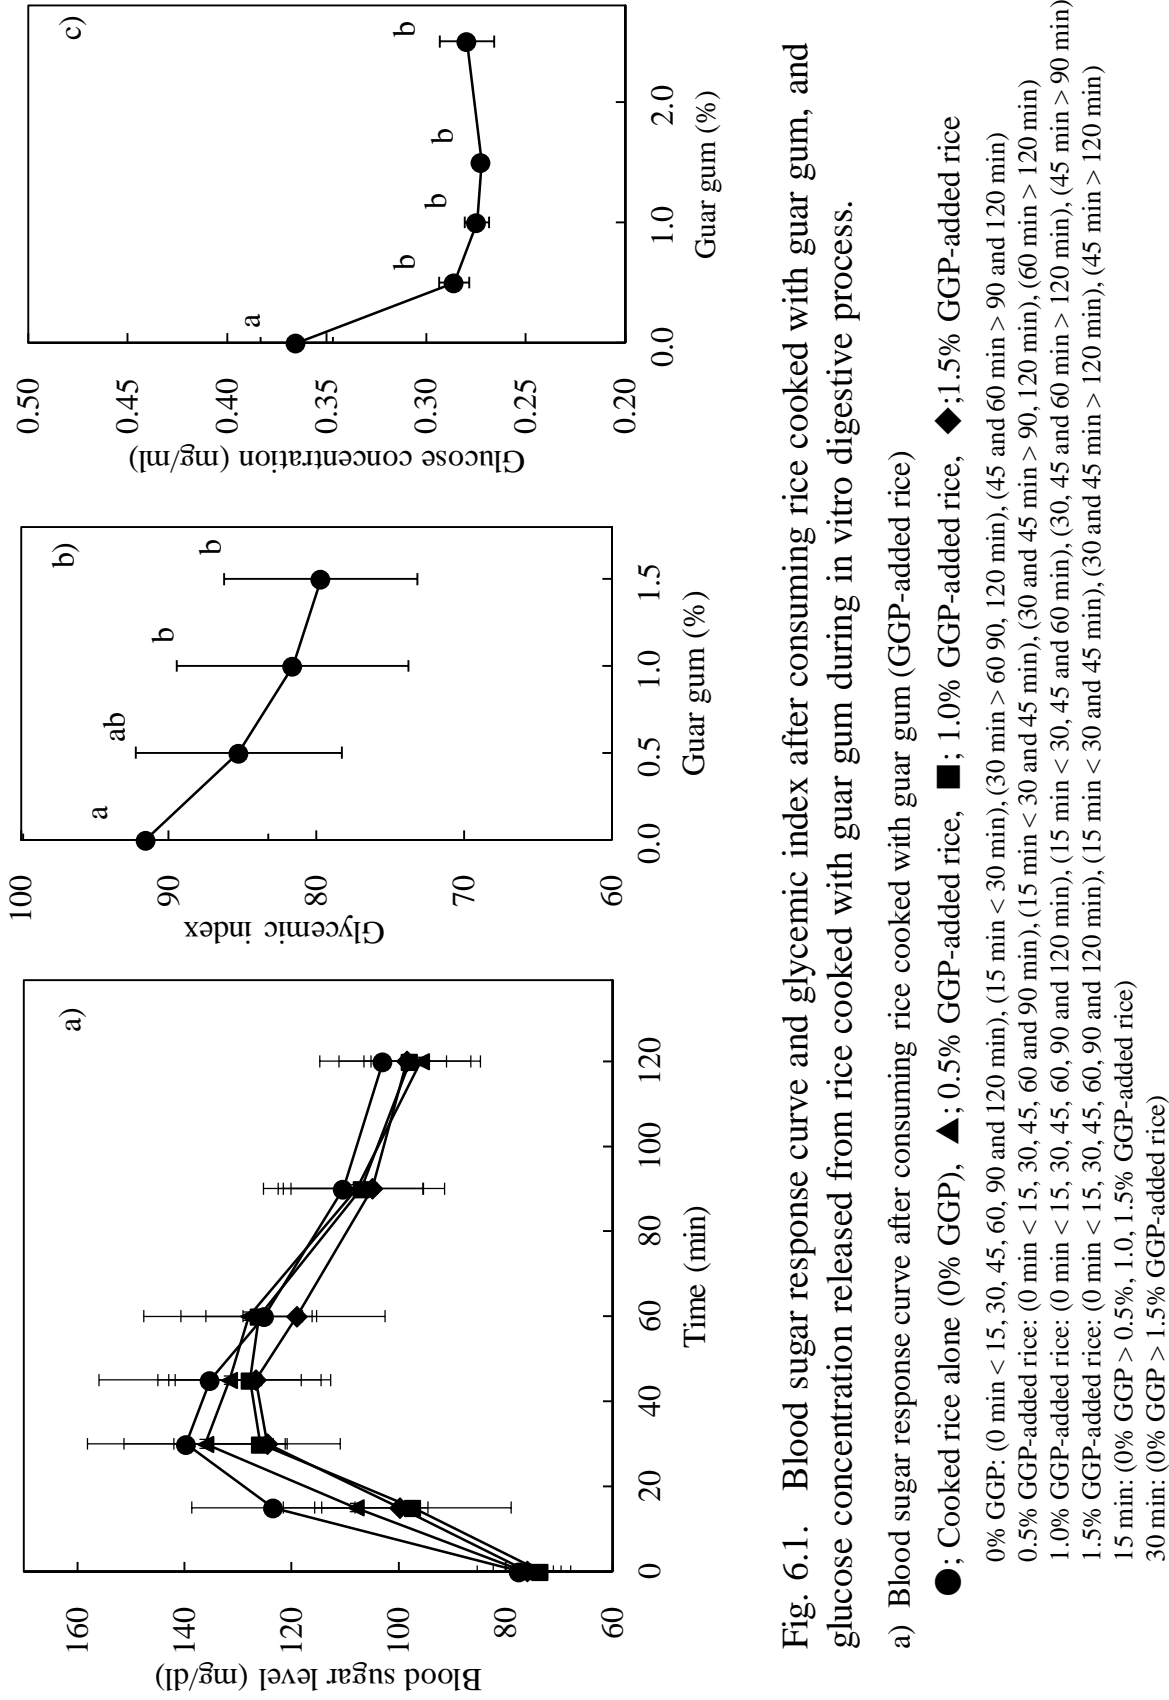 a)
160
140
120
100
80
60
Blood sugar level (mg/dl)
0
20
40
60
80
100
120
Time (min)
b)
100
90
80
70
60
Glycemic index
a
ab
b
b
0.0
0.5
1.0
1.5
Guar gum (%)
c)
0.50
0.45
0.40
0.35
0.30
0.25
0.20
Glucose concentration (mg/ml)
a
b
b
b
b
0.0
1.0
2.0
Guar gum (%)
Fig. 6.1. Blood sugar response curve and glycemic index after consuming rice cooked with guar gum, and
glucose concentration released from rice cooked with guar gum during in vitro digestive process.
a) Blood sugar response curve after consuming rice cooked with guar gum (GGP-added rice)
●; Cooked rice alone (0% GGP), ▲; 0.5% GGP-added rice, ■; 1.0% GGP-added rice, ◆;1.5% GGP-added rice
0% GGP: (0 min < 15, 30, 45, 60, 90 and 120 min), (15 min < 30 min), (30 min > 60 90, 120 min), (45 and 60 min > 90 and 120 min)
0.5% GGP-added rice: (0 min < 15, 30, 45, 60 and 90 min), (15 min < 30 and 45 min), (30 and 45 min > 90, 120 min), (60 min > 120 min)
1.0% GGP-added rice: (0 min < 15, 30, 45, 60, 90 and 120 min), (15 min < 30, 45 and 60 min), (30, 45 and 60 min > 120 min), (45 min > 90 min)
1.5% GGP-added rice: (0 min < 15, 30, 45, 60, 90 and 120 min), (15 min < 30 and 45 min), (30 and 45 min > 120 min), (45 min > 120 min)
15 min: (0% GGP > 0.5%, 1.0, 1.5% GGP-added rice)
30 min: (0% GGP > 1.5% GGP-added rice)